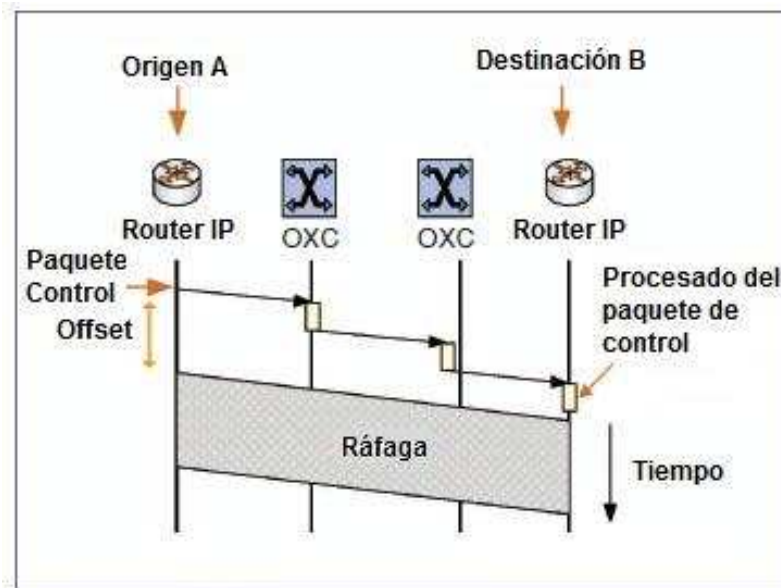 Origen A
Destinación B
Router IP
OXC
OXC
Router IP
Paquete
Control
Offset
Procesado del
paquete de
control
Ráfaga
Tiempo